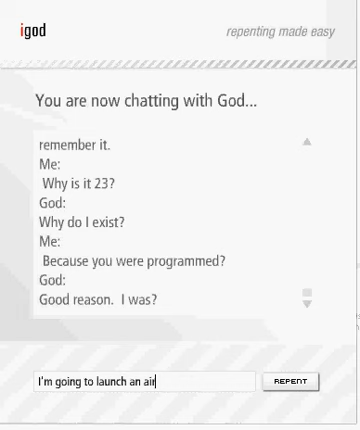 igod
repenting made easy
You are now chatting with God...
remember it.
Me:
Why is it 23?
God:
Why do I exist?
Me:
Because you were programmed?
God:
Good reason.  I was?
I'm going to launch an air
REPENT